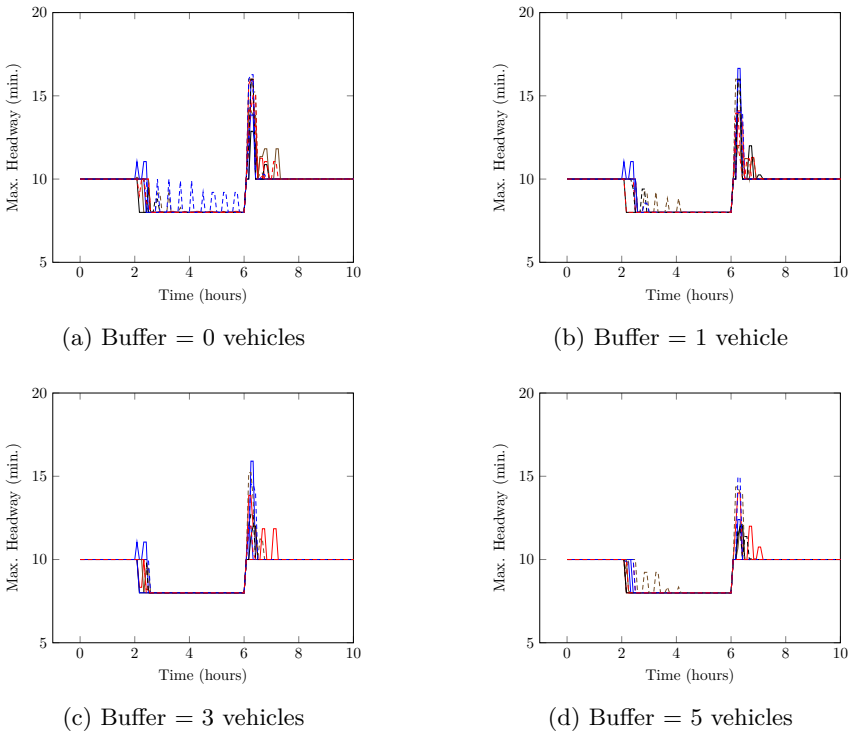 20
15
10
5
Max. Headway (min.)
0 2 4 6 8 10
Time (hours)
(a) Buffer = 0 vehicles
20
15
10
5
Max. Headway (min.)
0 2 4 6 8 10
Time (hours)
(b) Buffer = 1 vehicle
20
15
10
5
Max. Headway (min.)
0 2 4 6 8 10
Time (hours)
(c) Buffer = 3 vehicles
20
15
10
5
Max. Headway (min.)
0 2 4 6 8 10
Time (hours)
(d) Buffer = 5 vehicles